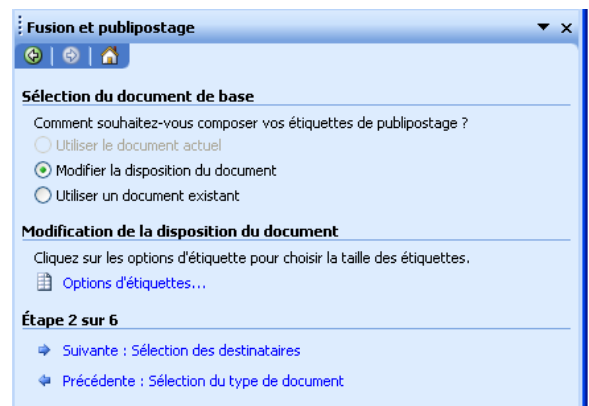 Fusion et publipostage
Sélection du document de base
Comment souhaitez-vous composer vos étiquettes de publipostage ?
Utiliser le document actuel
Modifier la disposition du document
Utiliser un document existant
Modification de la disposition du document
Cliquez sur les options d'étiquette pour choisir la taille des étiquettes.
Options d'étiquettes...
Étape 2 sur 6
Suivante : Sélection des destinataires
Précédente : Sélection du type de document